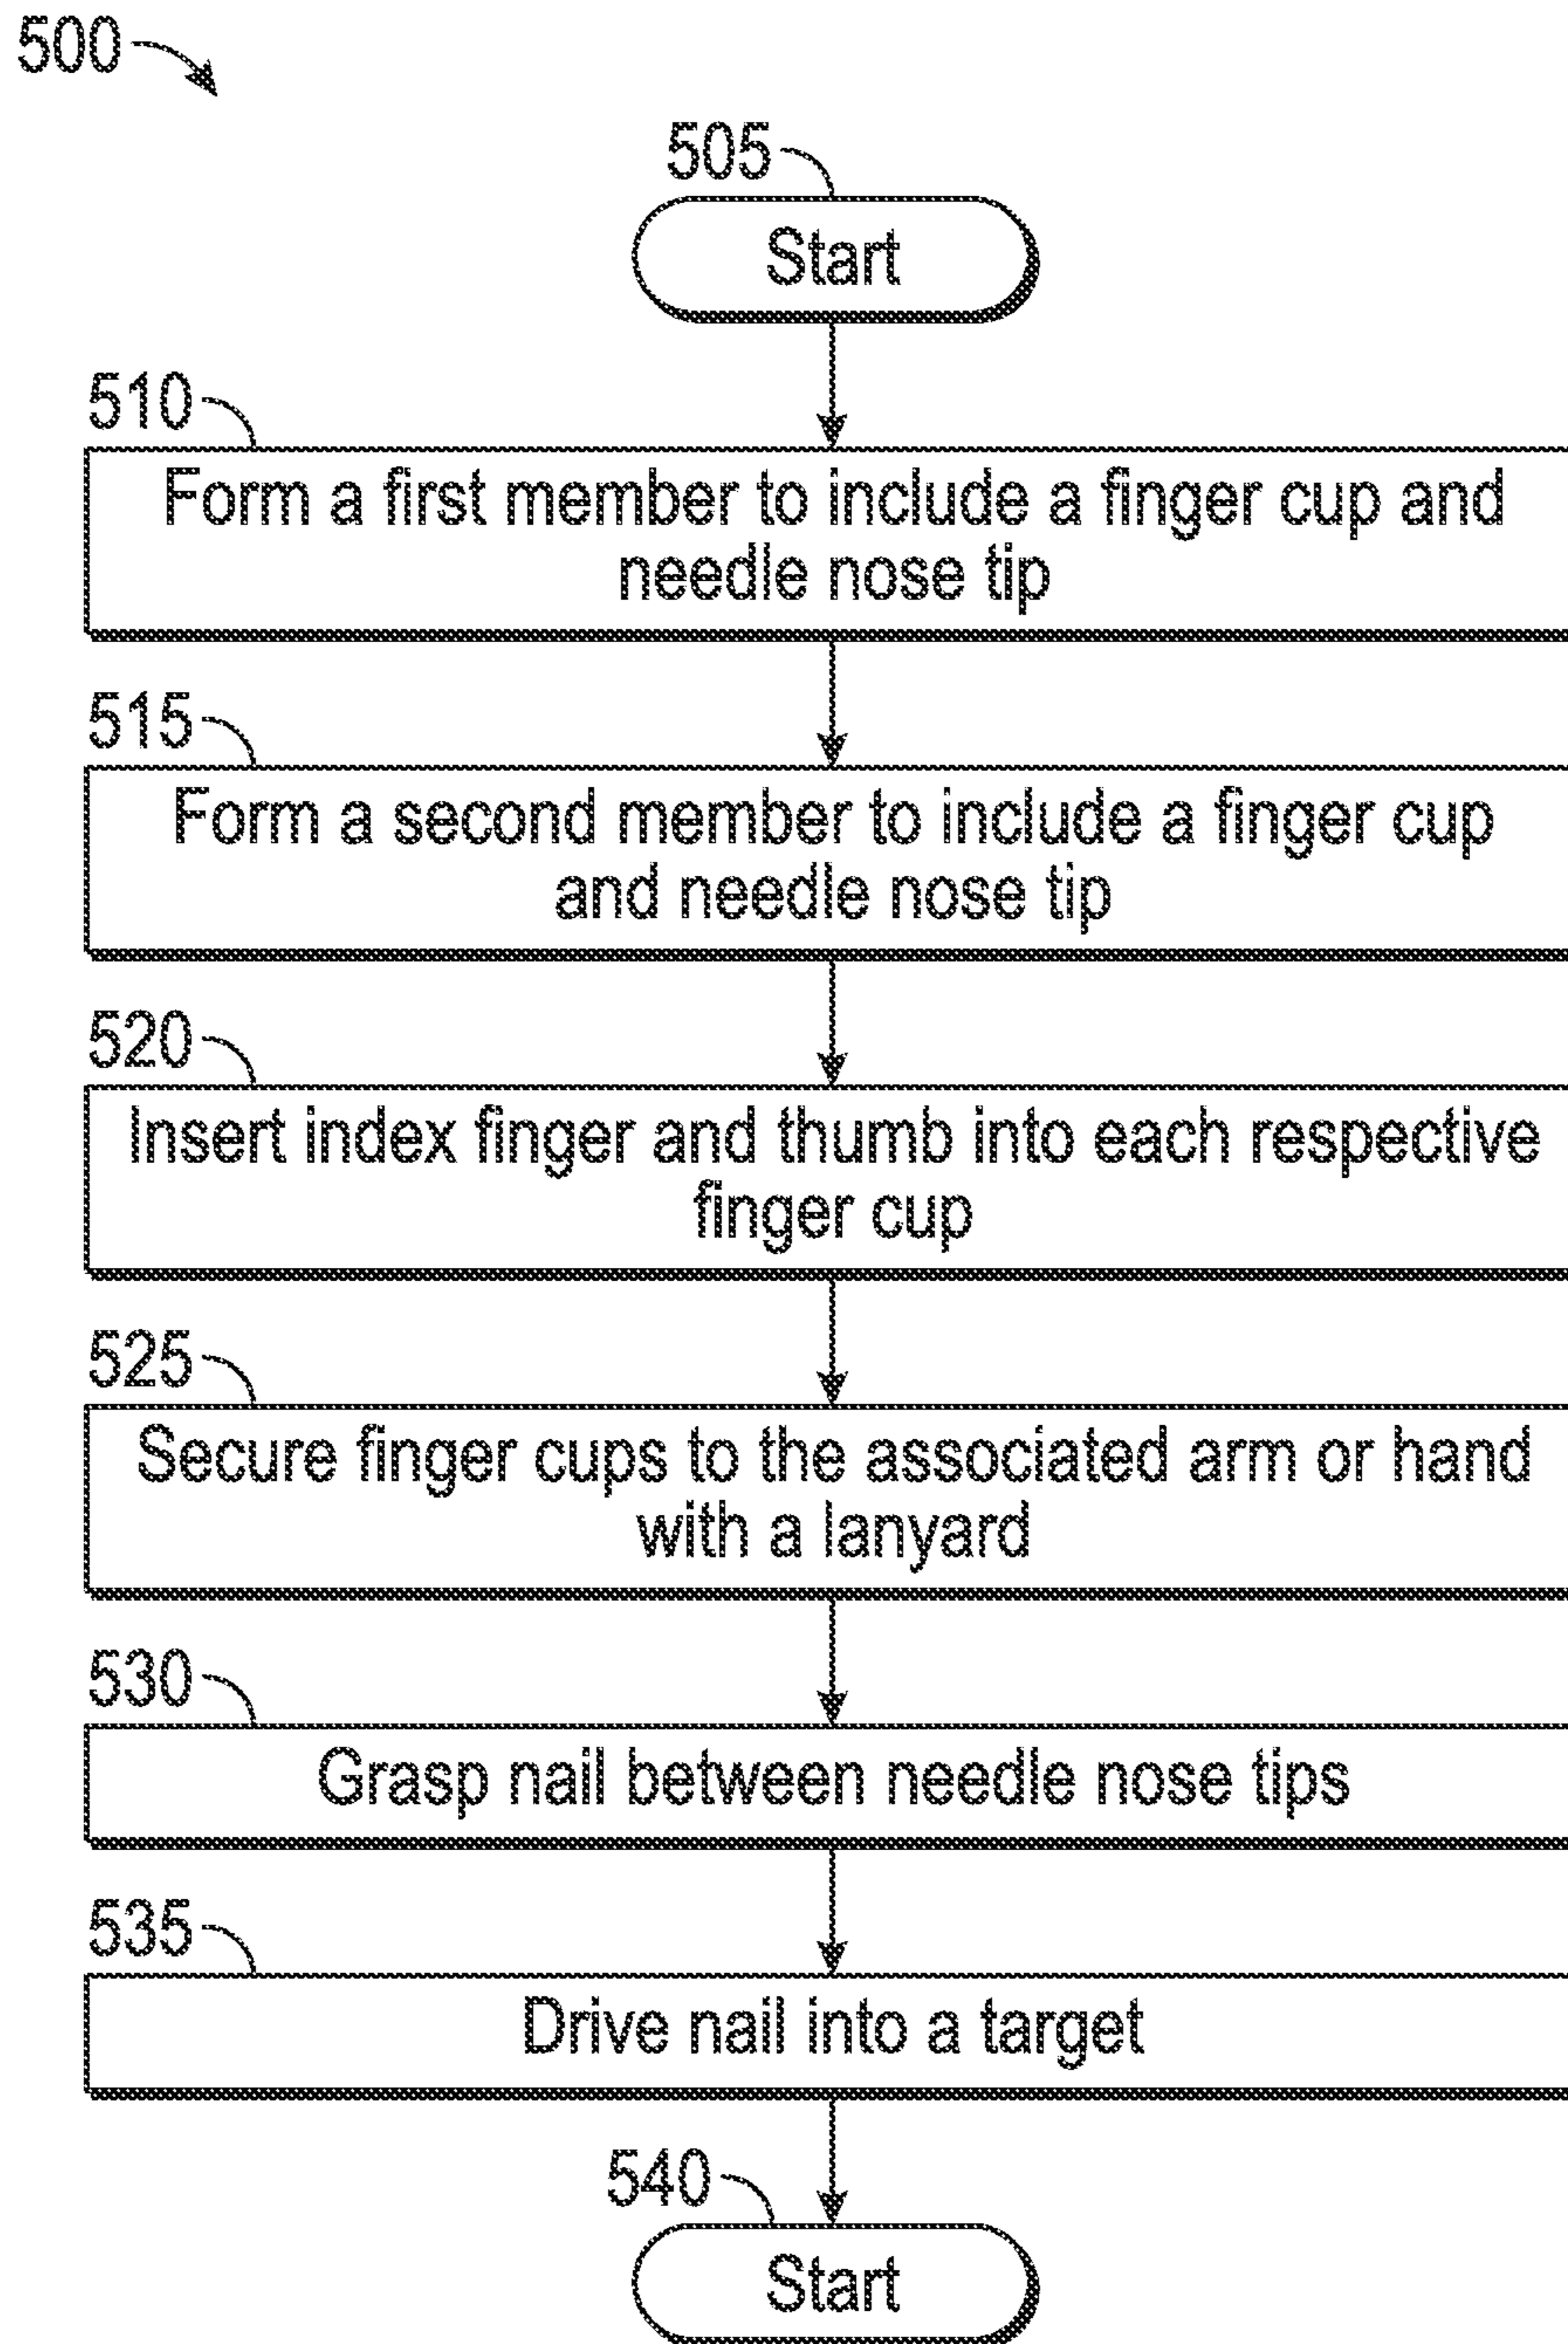 500
505
Start
510
Form a first member to include a finger cup and
needle nose tip
515
Form a second member to include a finger cup
and needle nose tip
520
Insert index finger and thumb into each respective
finger cup
525
Secure finger cups to the associated arm or hand
with a lanyard
530
Grasp nail between needle nose tips
535
Drive nail into a target
540
Start